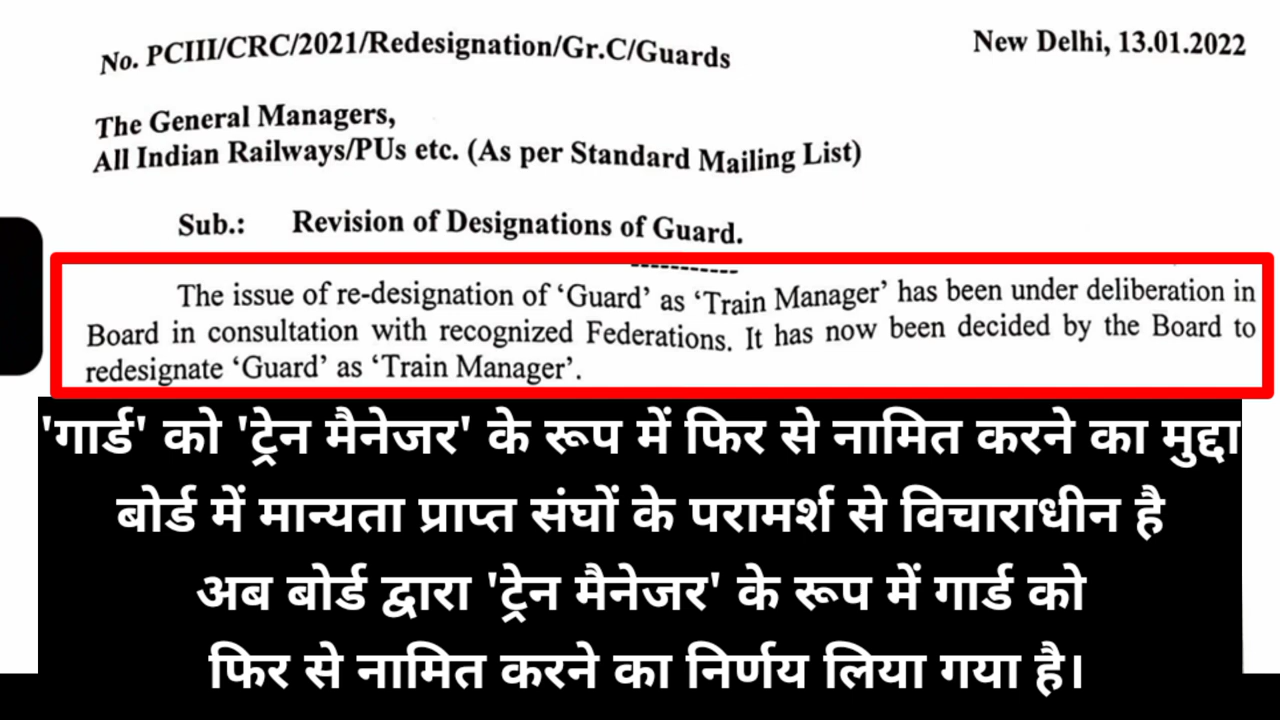 No. PCIII/CRC/2021/Redesignation/Gr.C/Guards
New Delhi, 13.01.2022
The General Managers,
All Indian Railways/PUs etc. (As per Standard Mailing List)
Sub.: Revision of Designations of Guard.
-----------
The issue of re-designation of ‘Guard’ as ‘Train Manager’ has been under deliberation in
Board in consultation with recognized Federations. It has now been decided by the Board to
redesignate ‘Guard’ as ‘Train Manager’.
'गार्ड' को 'ट्रेन मैनेजर' के रूप में फिर से नामित करने का मुद्दा
बोर्ड में मान्यता प्राप्त संघों के परामर्श से विचाराधीन है
अब बोर्ड द्वारा 'ट्रेन मैनेजर' के रूप में गार्ड को
फिर से नामित करने का निर्णय लिया गया है।